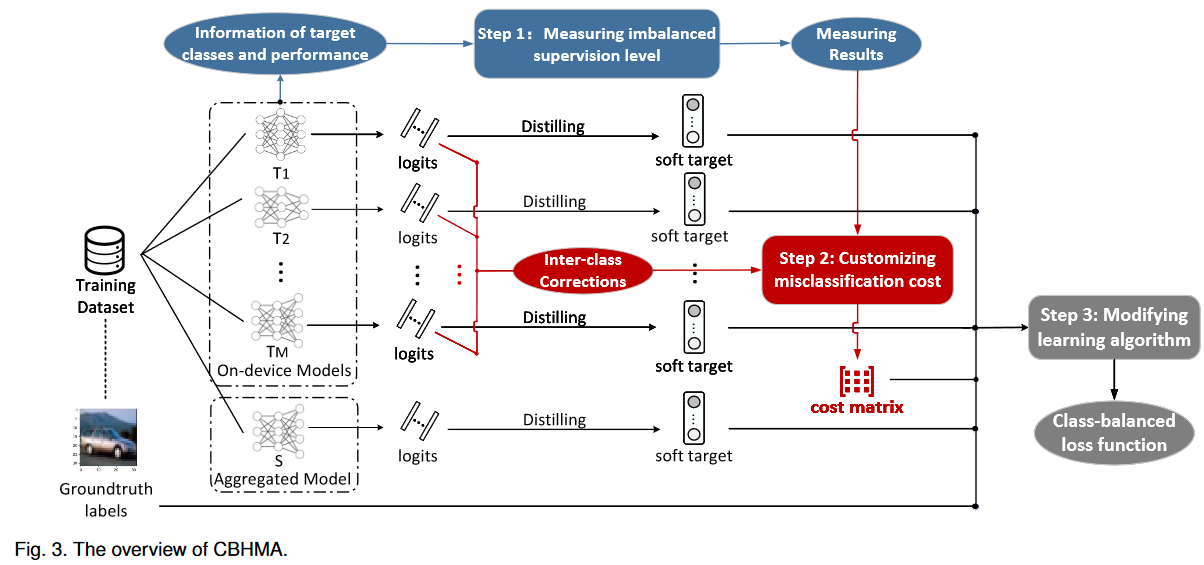 Information of target
classes and performance
Step 1: Measuring imbalanced
supervision level
Measuring
Results
T1
logits
Distilling
soft target
T2
logits
Distilling
soft target
Training
Dataset
Inter-class
Corrections
Step 2: Customizing
misclassification cost
TM
On-device Models
logits
Distilling
soft target
Step 3: Modifying
learning algorithm
cost matrix
Class-balanced
loss function
S
Aggregated Model
logits
Distilling
soft target
Groundtruth
labels
Fig. 3. The overview of CBHMA.